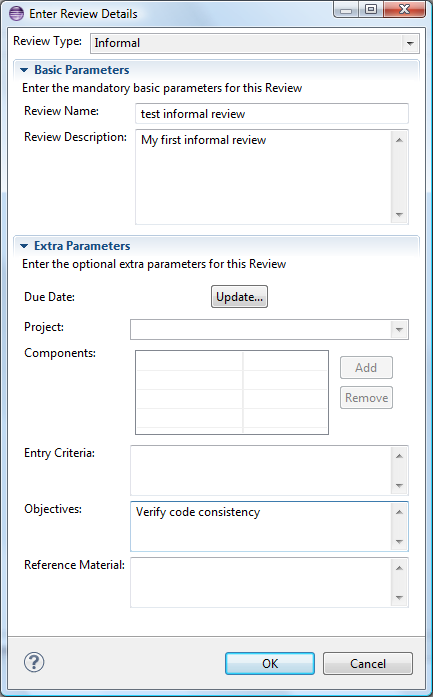 Enter Review Details
Review Type: Informal
Basic Parameters
Enter the mandatory basic parameters for this Review
Review Name: test informal review
Review Description: My first informal review
Extra Parameters
Enter the optional extra parameters for this Review
Due Date: Update...
Project:
Components:
Add
Remove
Entry Criteria:
Objectives: Verify code consistency
Reference Material:
? OK Cancel